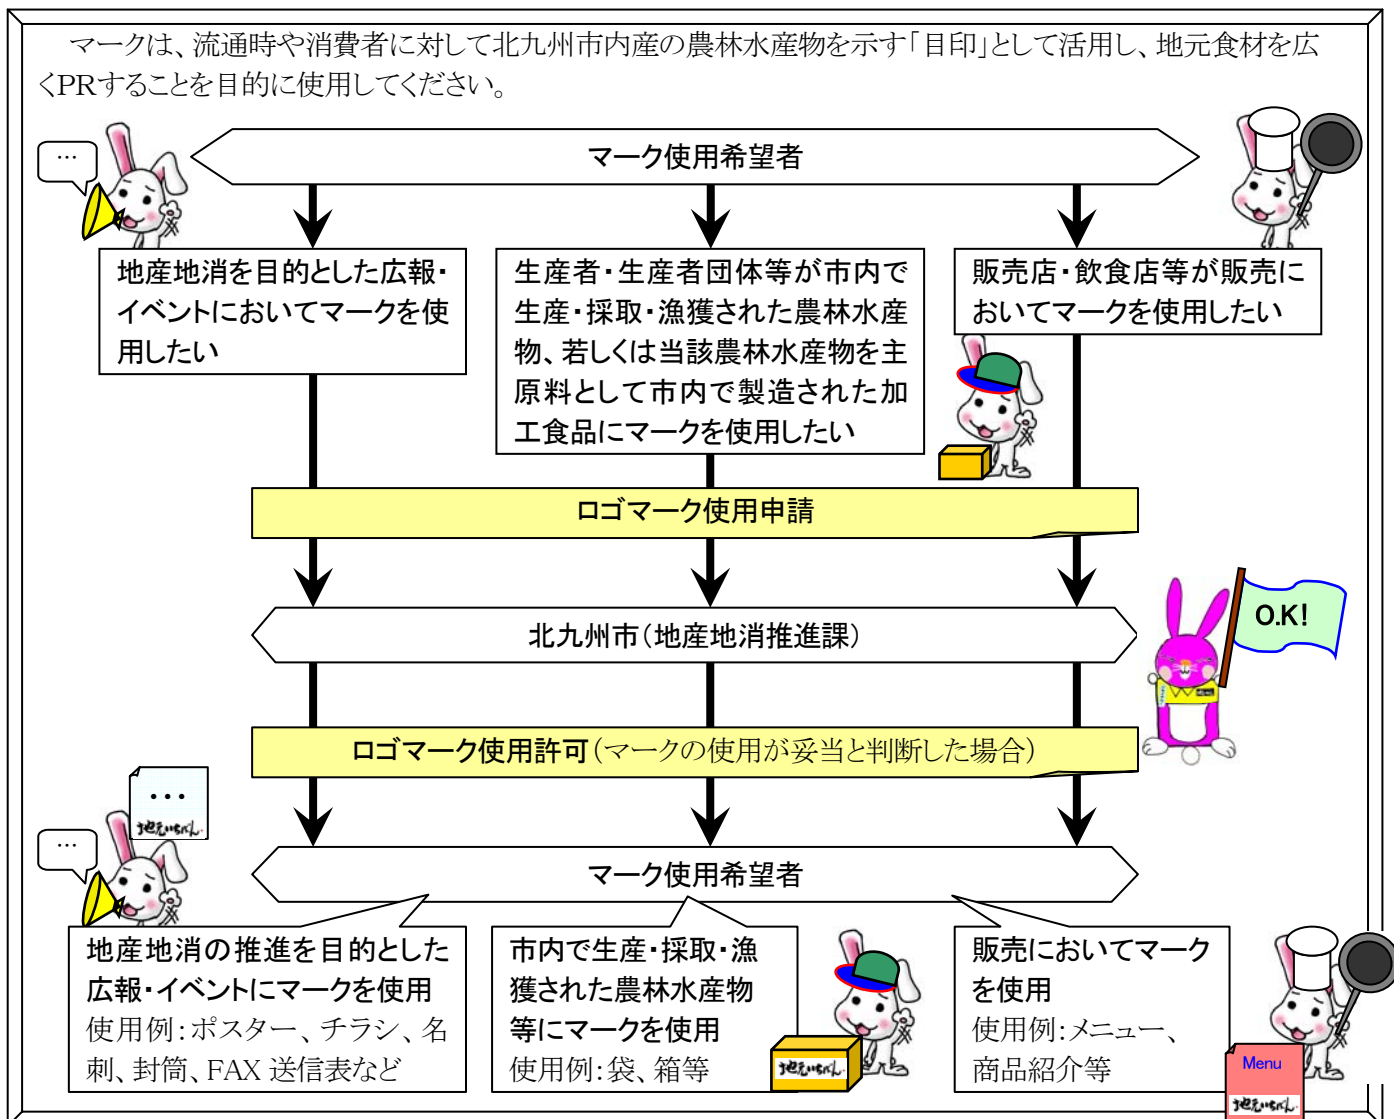 マークは、流通時や消費者に対して北九州市内産の農林水産物を示す「目印」として活用し、地元食材を広
くPRすることを目的に使用してください。
…
マーク使用希望者
地産地消を目的とした広報・
イベントにおいてマークを使
用したい
生産者・生産者団体等が市内で
生産・採取・漁獲された農林水産
物、若しくは当該農林水産物を主
原料として市内で製造された加
工食品にマークを使用したい
販売店・飲食店等が販売に
おいてマークを使用したい
ロゴマーク使用申請
北九州市(地産地消推進課)
O.K!
ロゴマーク使用許可(マークの使用が妥当と判断した場合)
…
地元いちばん
…
マーク使用希望者
地産地消の推進を目的とした
広報・イベントにマークを使用
使用例:ポスター、チラシ、名
刺、封筒、FAX 送信表など
市内で生産・採取・漁
獲された農林水産物
等にマークを使用
使用例:袋、箱等
地元いちばん
販売においてマーク
を使用
使用例:メニュー、
商品紹介等
Menu
地元いちばん